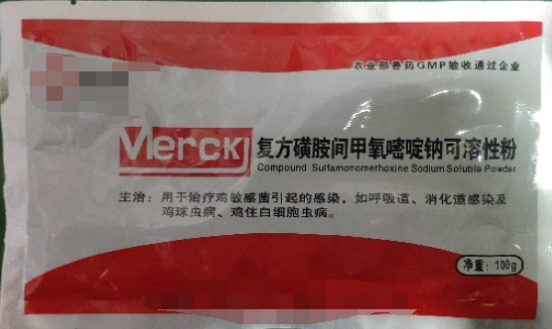 农业部兽药GMP验收通过企业
Merck
复方磺胺间甲氧嘧啶钠可溶性粉
Compound Sulfamonomethoxine Sodium Soluble Powder
主治：用于治疗鸡敏感菌引起的感染，如呼吸道、消化道感染及
鸡球虫病、鸡住白细胞虫病。
净重：100g